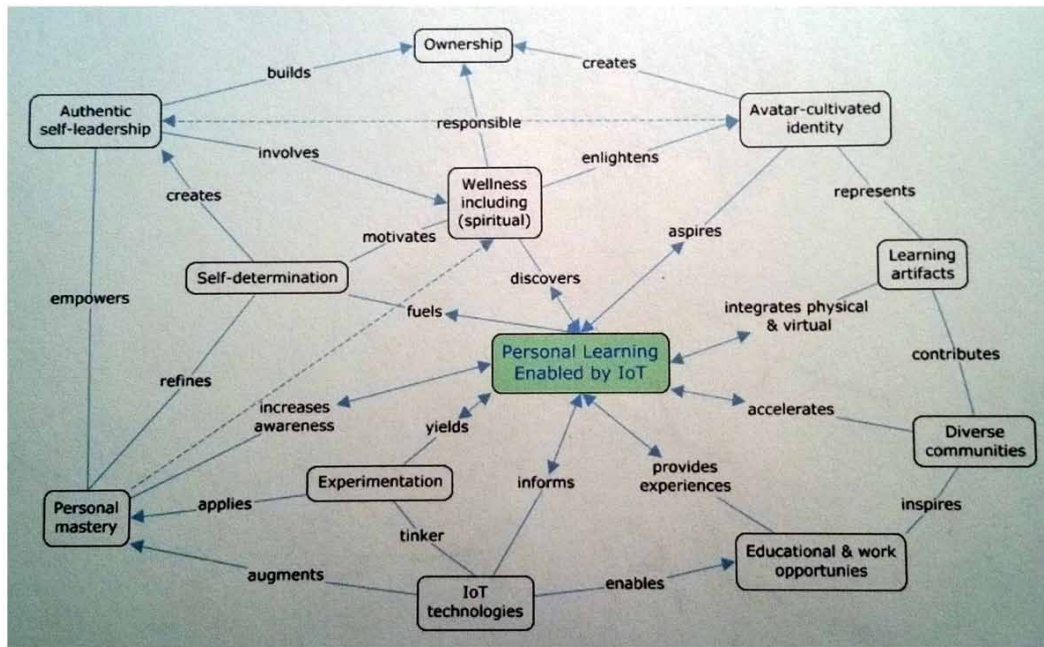 Ownership
builds
creates
Authentic
self-leadership
Avatar-cultivated
identity
responsible
involves
enlightens
Wellness
including
(spiritual)
creates
represents
motivates
aspires
Self-determination
discovers
Learning
artifacts
empowers
fuels
integrates physical
& virtual
Personal Learning
Enabled by IoT
contributes
refines
increases
awareness
accelerates
yields
Diverse
communities
Experimentation
informs
provides
experiences
Personal
mastery
applies
inspires
tinker
Educational & work
opportunies
augments
IoT
technologies
enables